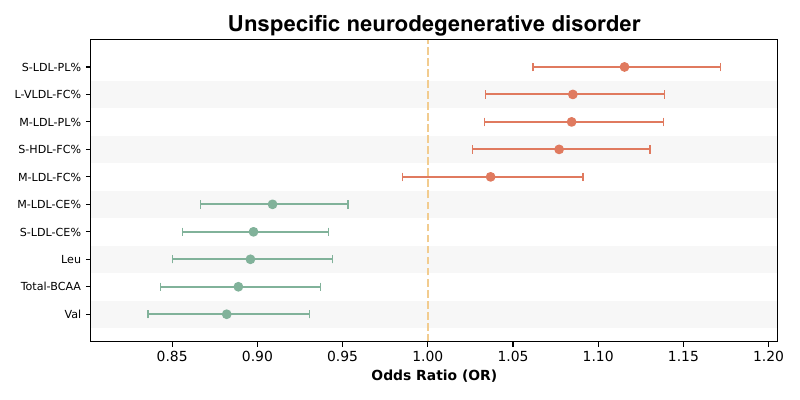 Unspecific neurodegenerative disorder
S-LDL-PL%
L-VLDL-FC%
M-LDL-PL%
S-HDL-FC%
M-LDL-FC%
M-LDL-CE%
S-LDL-CE%
Leu
Total-BCAA
Val
0.85 0.90 0.95 1.00 1.05 1.10 1.15 1.20
Odds Ratio (OR)